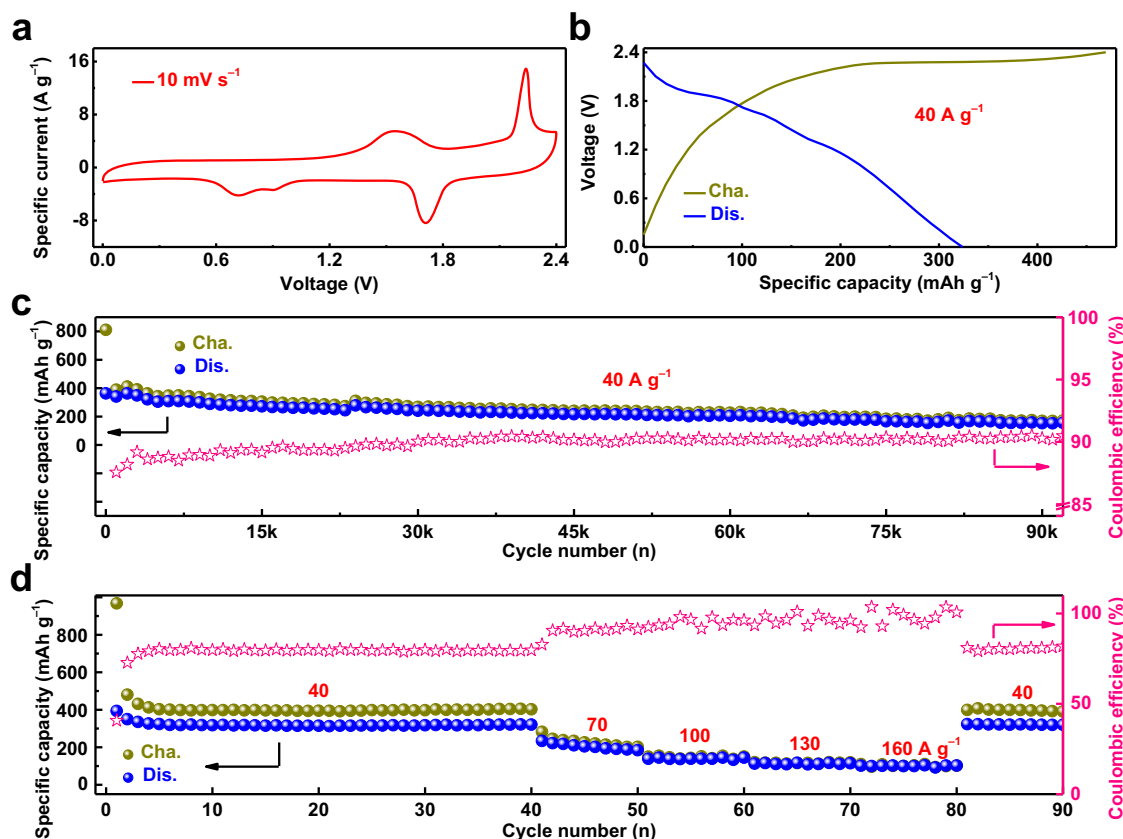 a
Specific current (A g⁻¹)
16
8
0
-8
10 mV s⁻¹
0.0 0.6 1.2 1.8 2.4
Voltage (V)
b
Voltage (V)
2.4
1.8
1.2
0.6
0.0
40 A g⁻¹
Cha.
Dis.
0 100 200 300 400
Specific capacity (mAh g⁻¹)
c
Specific capacity (mAh g⁻¹)
800
600
400
200
0
Cha.
Dis.
40 A g⁻¹
100
95
90
85
Coulombic efficiency (%)
0 15k 30k 45k 60k 75k 90k
Cycle number (n)
d
Specific capacity (mAh g⁻¹)
800
600
400
200
0
40
70
100
130
160 A g⁻¹
40
Cha.
Dis.
100
50
0
Coulombic efficiency (%)
0 10 20 30 40 50 60 70 80 90
Cycle number (n)